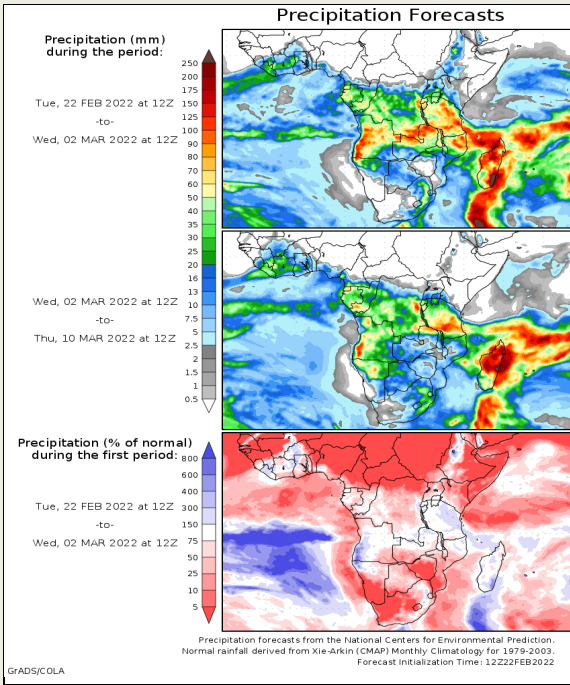 Precipitation Forecasts
Precipitation (mm)
during the period:
Tue, 22 FEB 2022 at 12Z
-to-
Wed, 02 MAR 2022 at 12Z
250
200
175
150
125
100
90
80
70
60
50
40
35
30
25
20
16
13
10
7.5
5
2.5
2
1.5
1
0.5
Wed, 02 MAR 2022 at 12Z
-to-
Thu, 10 MAR 2022 at 12Z
Precipitation (% of normal)
during the first period:
Tue, 22 FEB 2022 at 12Z
-to-
Wed, 02 MAR 2022 at 12Z
800
600
400
300
150
75
50
25
10
5
Precipitation forecasts from the National Centers for Environmental Prediction.
Normal rainfall derived from Xie-Arkin (CMAP) Monthly Climatology for 1979-2003.
Forecast Initialization Time: 12Z22FEB2022
GrADS/COLA